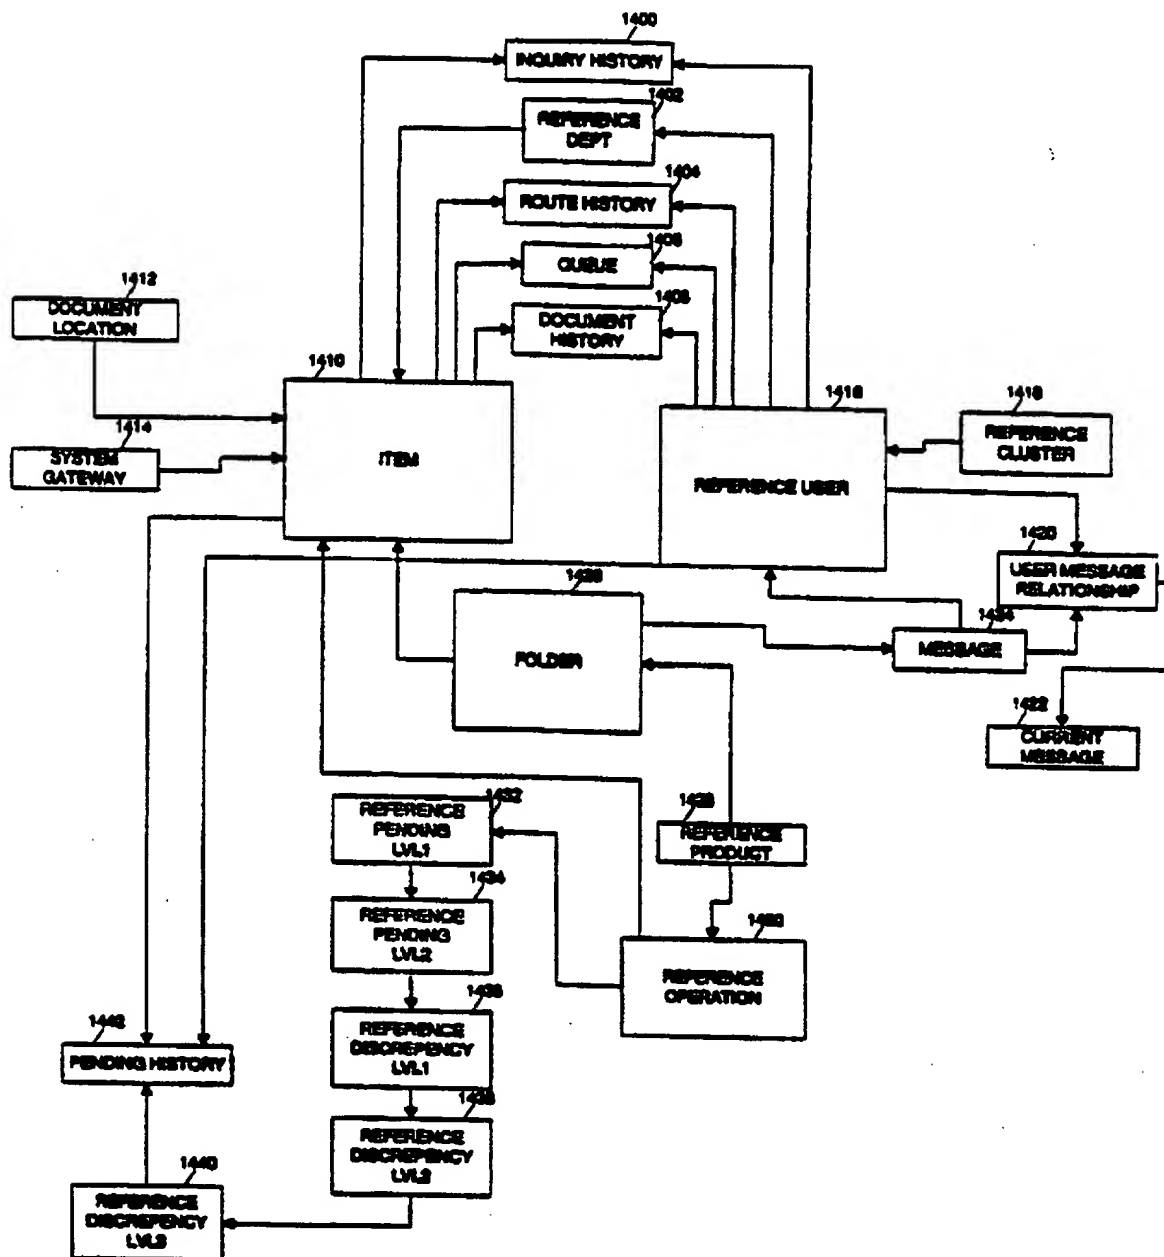 1400
INQUIRY HISTORY
1402
REFERENCE
DEPT
1404
ROUTE HISTORY
1406
QUEUE
1408
DOCUMENT
HISTORY
1412
DOCUMENT
LOCATION
1410
ITEM
1414
SYSTEM
GATEWAY
1416
REFERENCE USER
1418
REFERENCE
CLUSTER
1420
USER MESSAGE
RELATIONSHIP
1424
MESSAGE
1422
CURRENT
MESSAGE
FOLDER
1432
REFERENCE
PENDING
LVL1
REFERENCE
PRODUCT
1434
REFERENCE
PENDING
LVL2
1430
REFERENCE
OPERATION
1436
REFERENCE
DISCREPENCY
LVL1
1438
REFERENCE
DISCREPENCY
LVL2
PENDING HISTORY
1440
REFERENCE
DISCREPENCY
LVL3